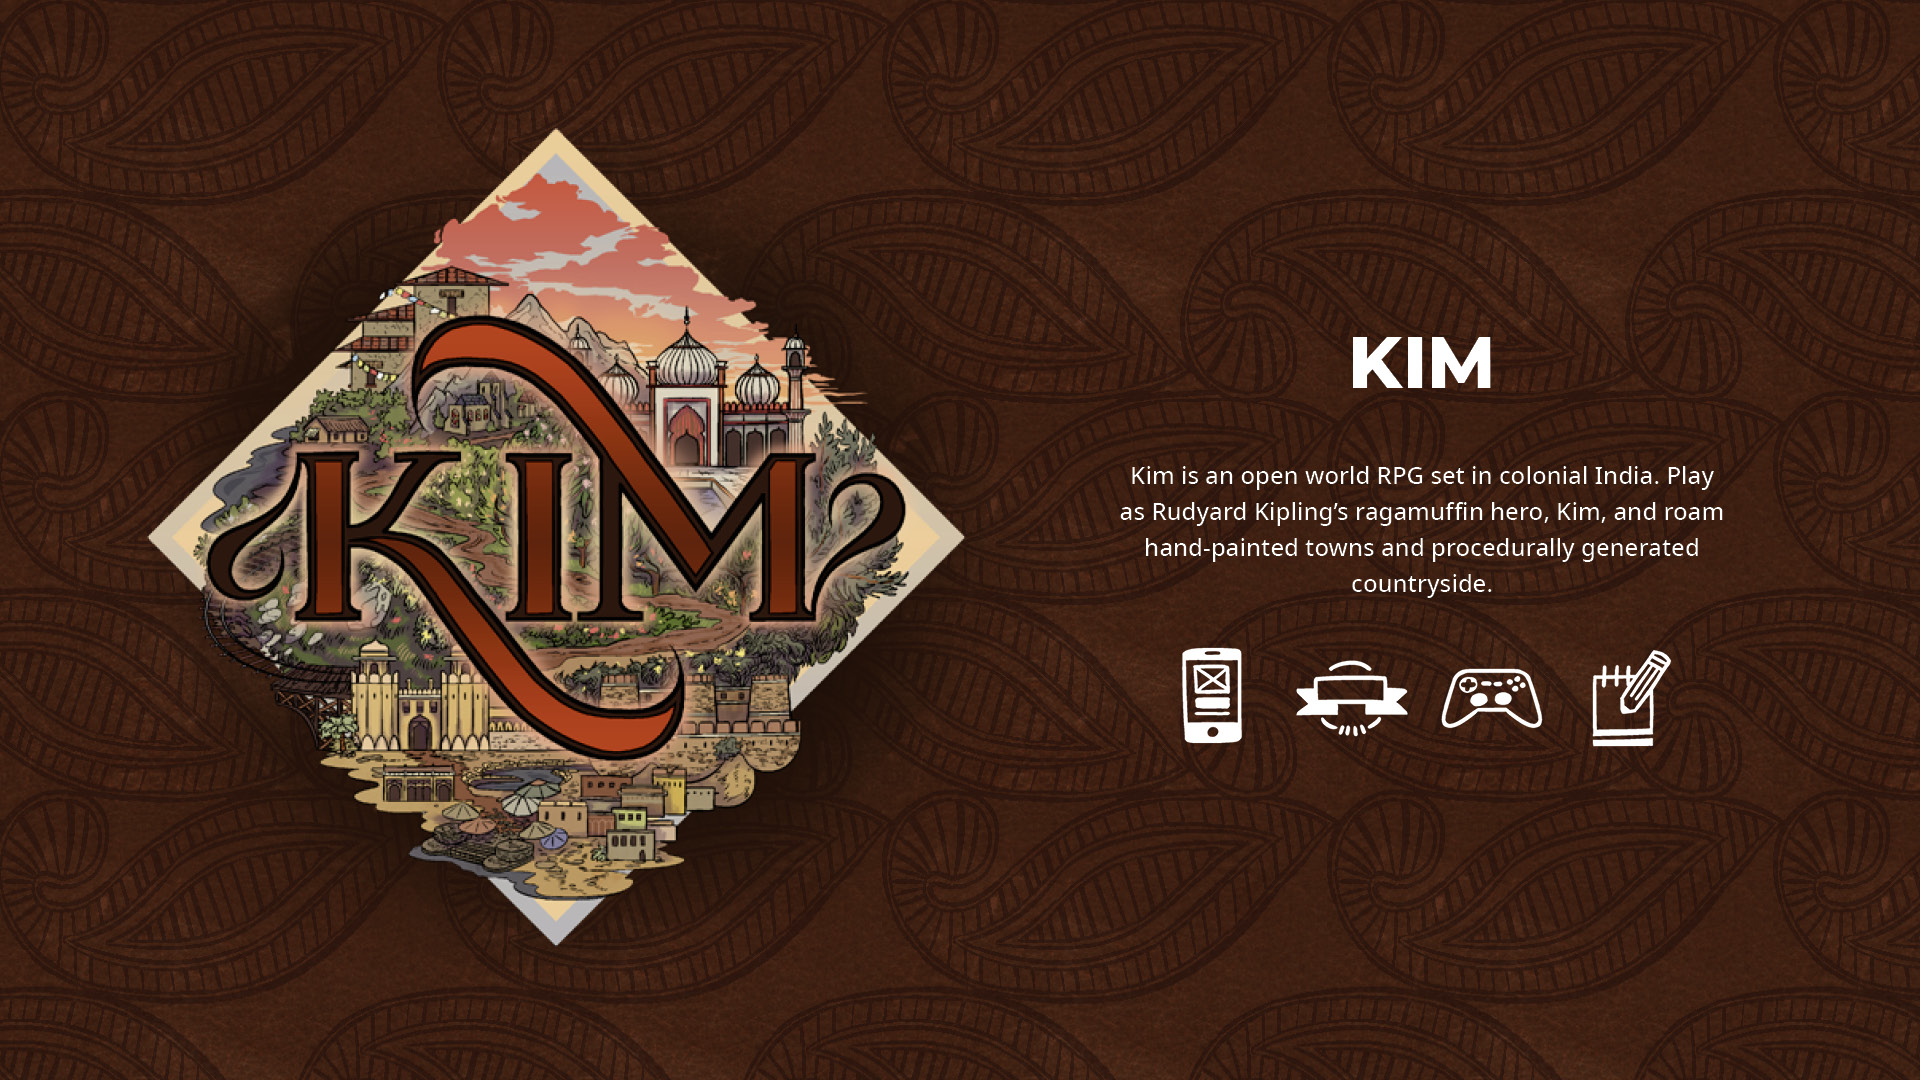 KIM
KIM
Kim is an open world RPG set in colonial India. Play
as Rudyard Kipling’s ragamuffin hero, Kim, and roam
hand-painted towns and procedurally generated
countryside.